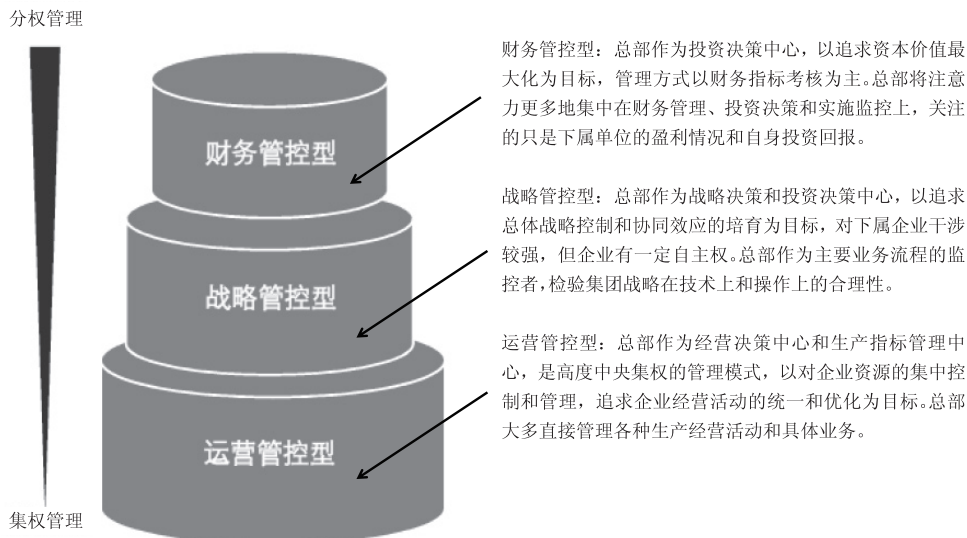 分权管理
财务管控型
战略管控型
运营管控型
集权管理
财务管控型：总部作为投资决策中心，以追求资本价值最
大化为目标，管理方式以财务指标考核为主。总部将注意
力更多地集中在财务管理、投资决策和实施监控上，关注
的只是下属单位的盈利情况和自身投资回报。
战略管控型：总部作为战略决策和投资决策中心，以追求
总体战略控制和协同效应的培育为目标，对下属企业干涉
较强，但企业有一定自主权。总部作为主要业务流程的监
控者，检验集团战略在技术上和操作上的合理性。
运营管控型：总部作为经营决策中心和生产指标管理中
心，是高度中央集权的管理模式，以对企业资源的集中控
制和管理，追求企业经营活动的统一和优化为目标。总部
大多直接管理各种生产经营活动和具体业务。